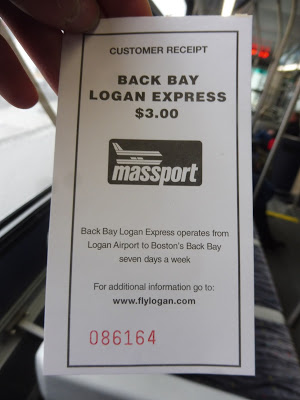 CUSTOMER RECEIPT
BACK BAY
LOGAN EXPRESS
$3.00
massport
Back Bay Logan Express operates from
Logan Airport to Boston's Back Bay
seven days a week
For additional information go to:
www.flylogan.com
086164